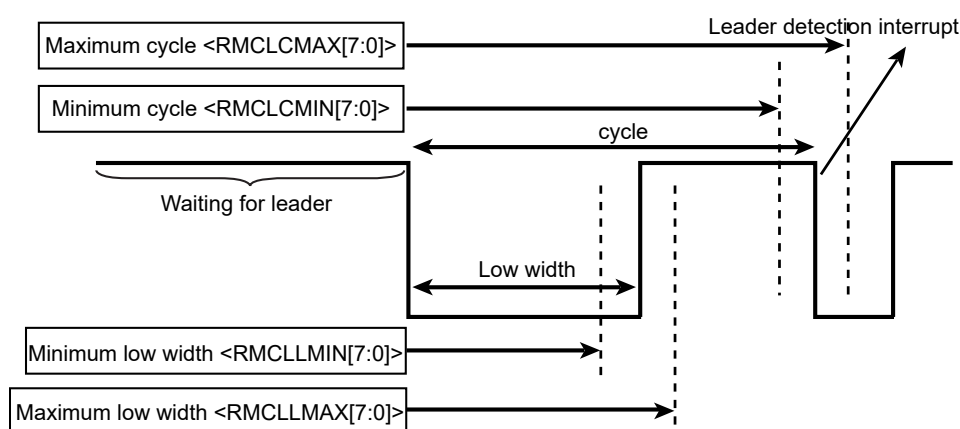 Leader detection interrupt
Maximum cycle <RMCLCMAX[7:0]>
Minimum cycle <RMCLCMIN[7:0]>
cycle
Waiting for leader
Low width
Minimum low width <RMCLLMIN[7:0]>
Maximum low width <RMCLLMAX[7:0]>